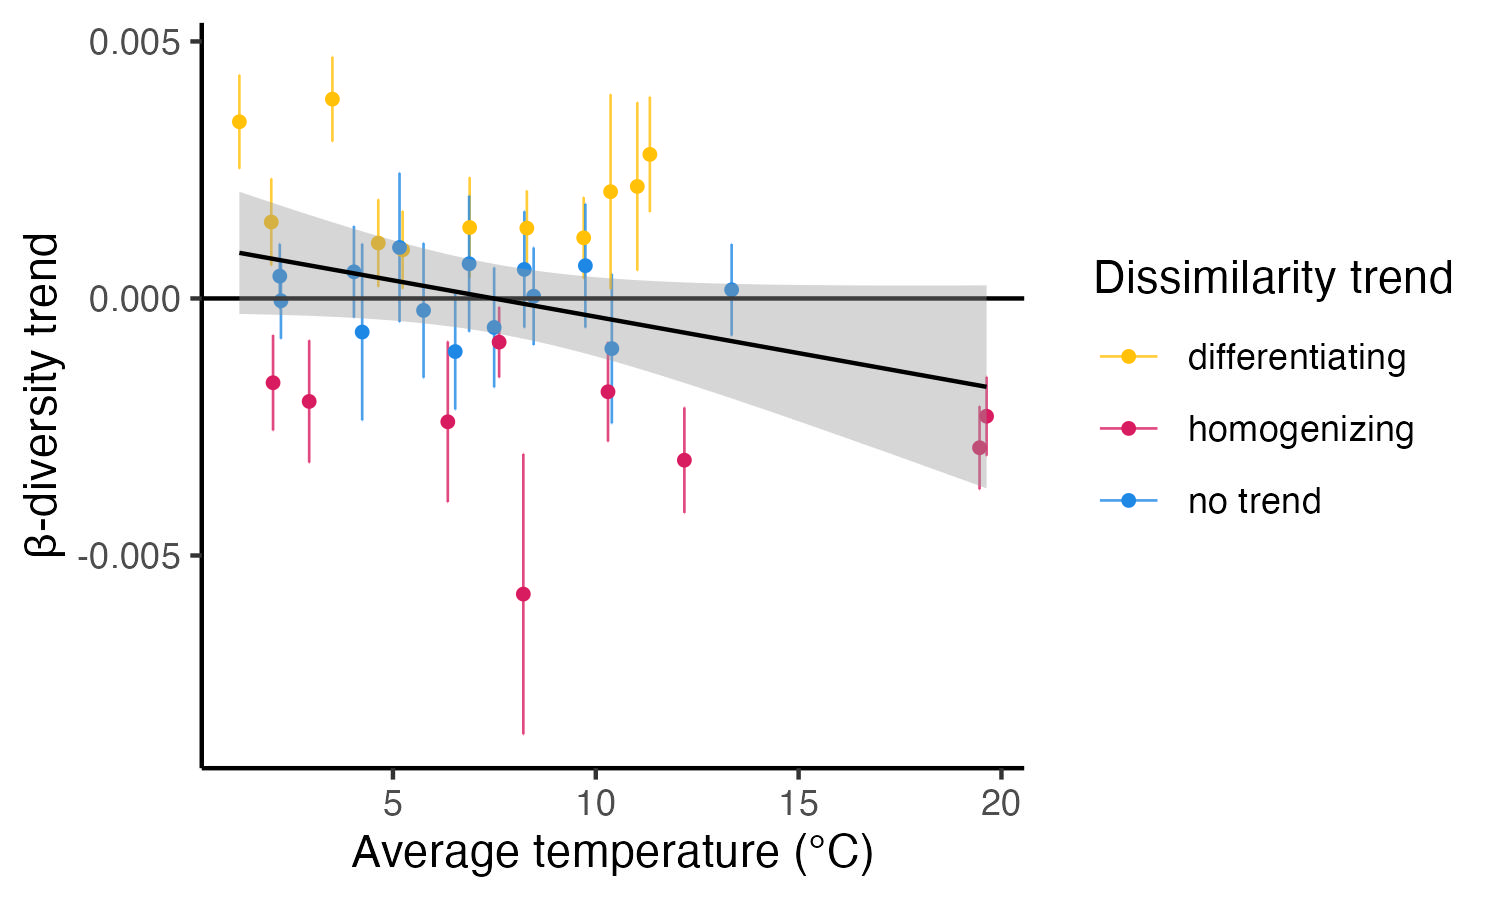 0.005
0.000
-0.005
β-diversity trend
5
10
15
20
Average temperature (°C)
Dissimilarity trend
differentiating
homogenizing
no trend